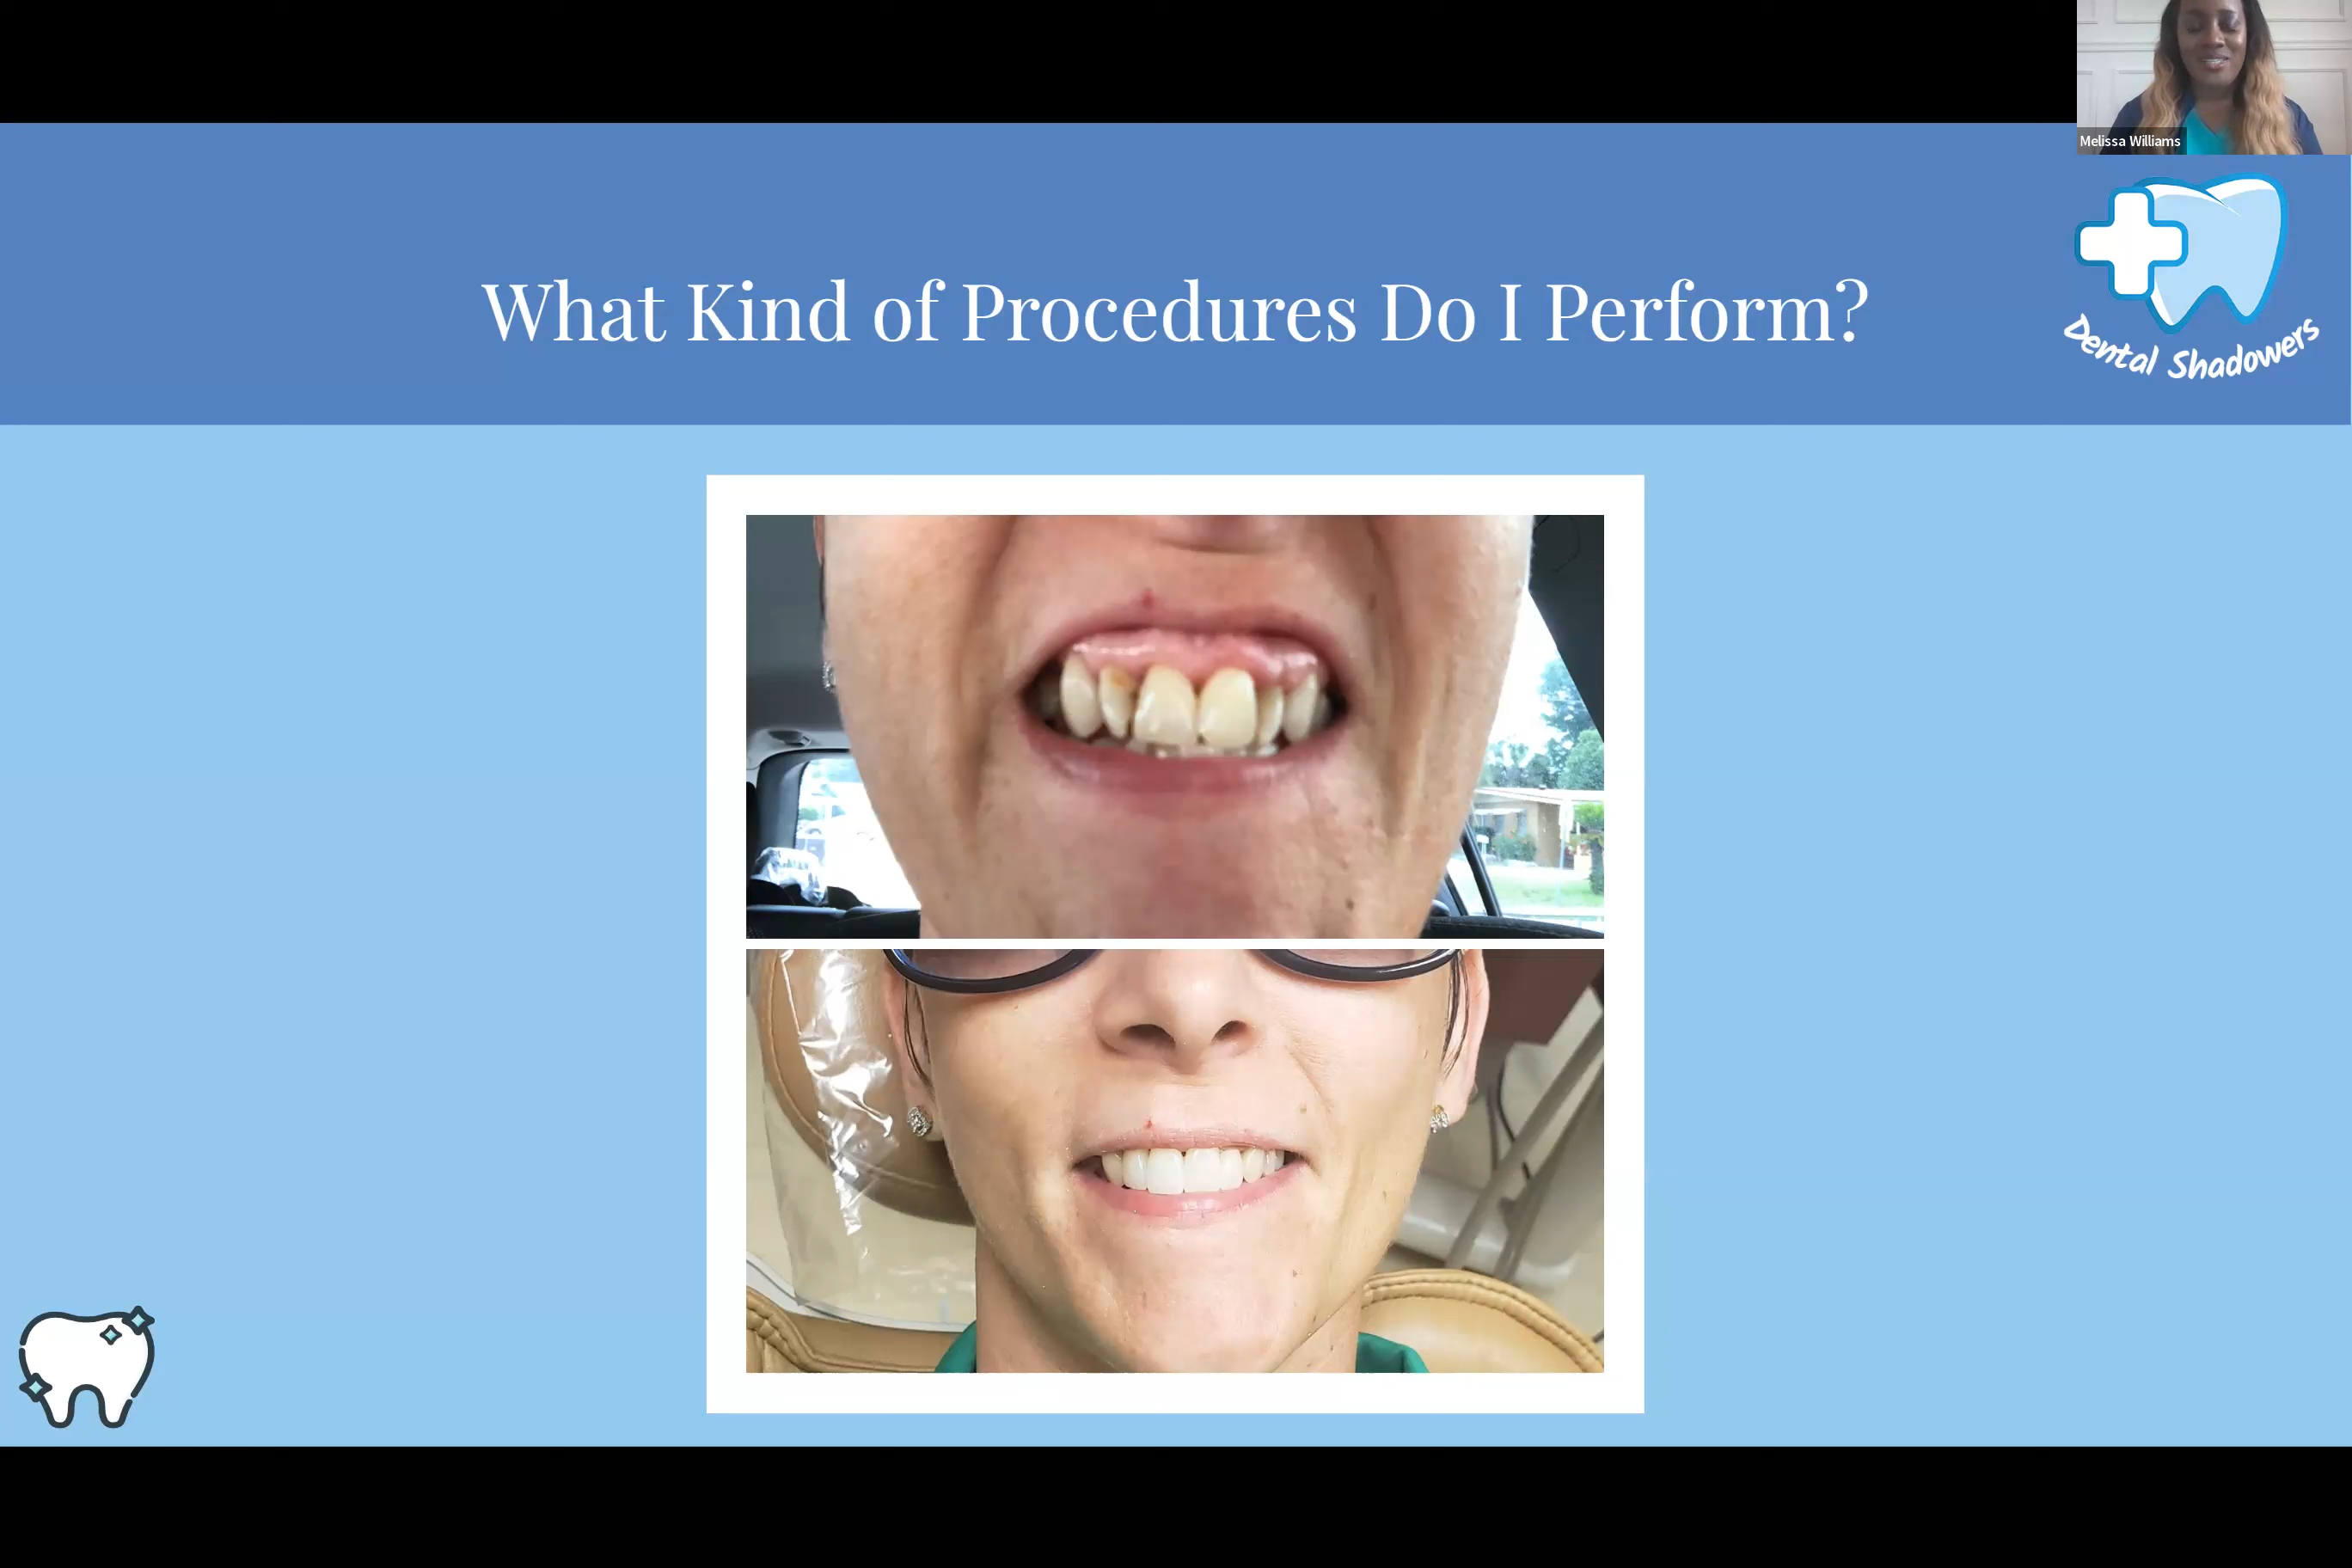 Melissa Williams
What Kind of Procedures Do I Perform?
Dental Shadowers